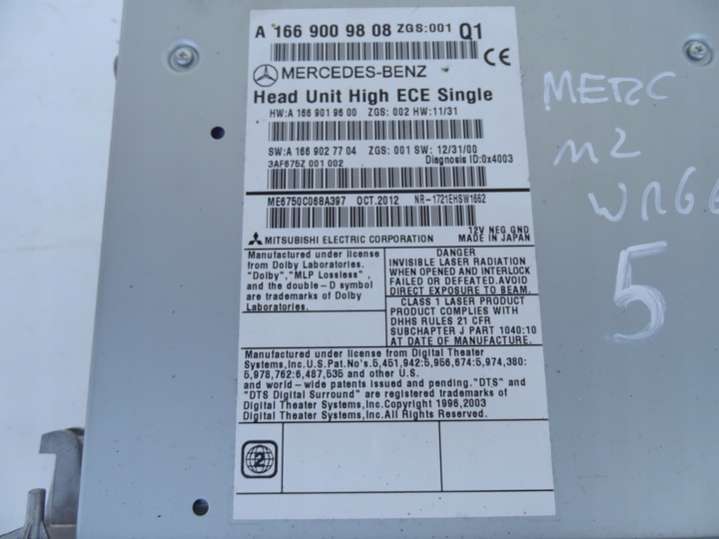 A 166 900 98 08 ZGS:001 Q1
MERCEDES-BENZ CE
Head Unit High ECE Single
HW:A 166 901 96 00 ZGS: 002 HW:11/31
SW:A 166 902 77 04 ZGS: 001 SW: 12/31/00
3AF675Z 001 002 Diagnosis ID:0x4003
ME6750C068A397 OCT.2012 NR-1721EHSW1662
12V NEG GND
MITSUBISHI ELECTRIC CORPORATION MADE IN JAPAN
Manufactured under license
from Dolby Laboratories.
"Dolby","MLP Lossless",
and the double-D symbol
are trademarks of Dolby
Laboratories.
DANGER
INVISIBLE LASER RADIATION
WHEN OPENED AND INTERLOCK
FAILED OR DEFEATED.AVOID
DIRECT EXPOSURE TO BEAM.
CLASS 1 LASER PRODUCT
PRODUCT COMPLIES WITH
DHHS RULES 21 CFR
SUBCHAPTER J PART 1040:10
AT DATE OF MANUFACTURE.
Manufactured under license from Digital Theater
Systems,Inc.U.S.Pat.No's.5,451,942:5,956,674:5,974,380:
5,978,762:6,487,535 and other U.S.
and world-wide patents issued and pending."DTS" and
"DTS Digital Surround" are registered trademarks of
Digital Theater Systems,Inc.Copyright 1996,2003
Digital Theater Systems,Inc.All Rights Reserved.
2
MERC
M2
5